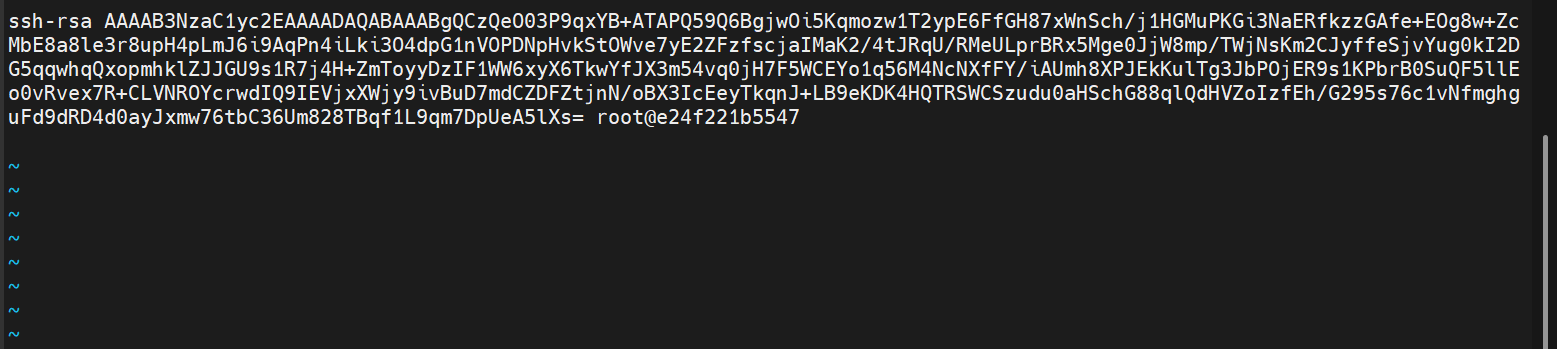 ssh-rsa AAAAB3NzaC1yc2EAAAADAQABAAABgQCzQeO03P9qxYB+ATAPQ59Q6BgjwOi5Kqmozw1T2ypE6FfGH87xWnSch/j1HGMuPKGi3NaERfkzzGAfe+EOg8w+Zc
MbE8a8le3r8upH4pLmJ6i9AqPn4iLki3O4dpG1nVOPDNpHvkStOWve7yE2ZFzfscjaIMaK2/4tJRqU/RMeULprBRx5Mge0JjW8mp/TWjNsKm2CJyffeSjvYug0kI2D
G5qqwhqQxopmhklZJJGU9s1R7j4H+ZmToyyDzIF1WW6xyX6TkwYfJX3m54vq0jH7F5WCEYo1q56M4NcNXfFY/iAUmh8XPJEkKulTg3JbPOjER9s1KPbrB0SuQF5llE
o0vRvex7R+CLVNROYcrwdIQ9IEVjxXWjy9ivBuD7mdCZDFZtjnN/oBX3IcEeyTkqnJ+LB9eKDK4HQTRSWCSzudu0aHSchG88qlQdHVZoIzfEh/G295s76c1vNfmghg
uFd9dRD4d0ayJxmw76tbC36Um828TBqf1L9qm7DpUeA5lXs= root@e24f221b5547
~
~
~
~
~
~
~
~